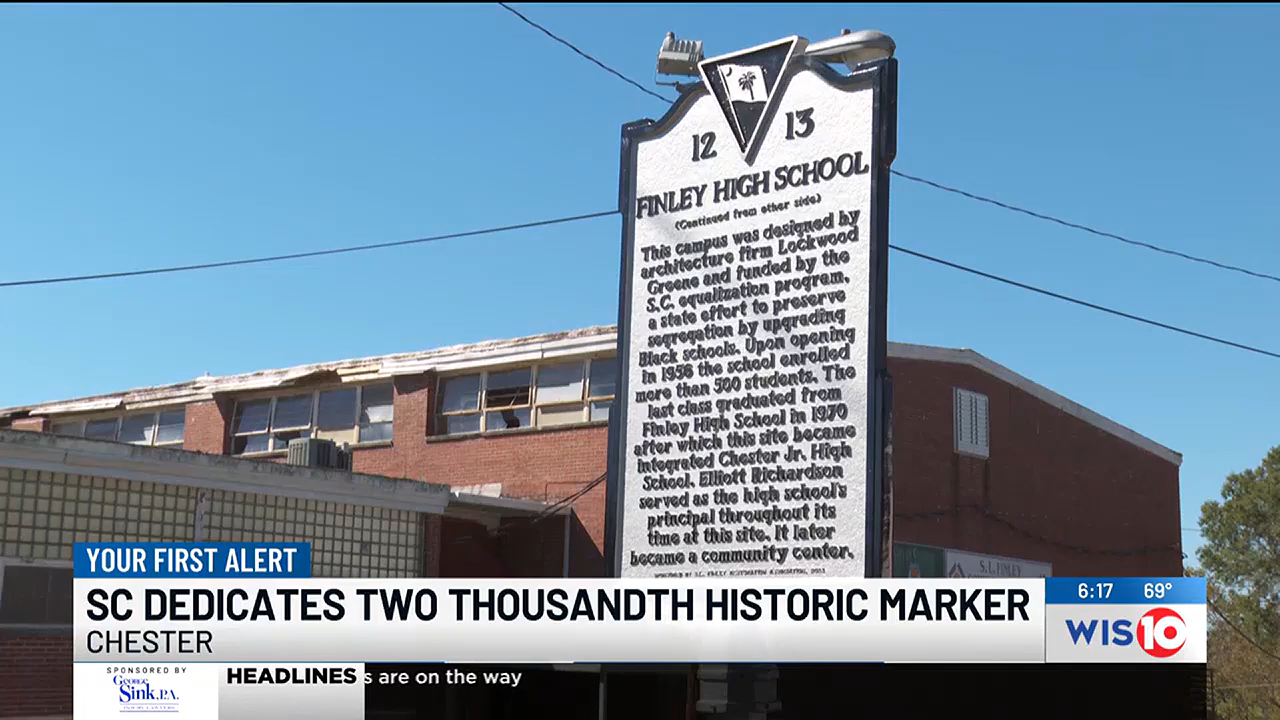 12 13
FINLEY HIGH SCHOOL
(Continued from other side)
This campus was designed by
architecture firm Lockwood
Greene and funded by the
S.C. equalization program,
a state effort to preserve
segregation by upgrading
Black schools. Upon opening
in 1956 the school enrolled
more than 500 students. The
last class graduated from
Finley High School in 1970
after which this site became
integrated Chester Jr. High
School. Elliott Richardson
served as the high school's
principal throughout its
time at this site. It later
became a community center.
S. L. FINLEY
YOUR FIRST ALERT
SC DEDICATES TWO THOUSANDTH HISTORIC MARKER
CHESTER
6:17 69°
WIS10
SPONSORED BY
George
Sink, P.A.
INJURY LAWYERS
HEADLINES s are on the way